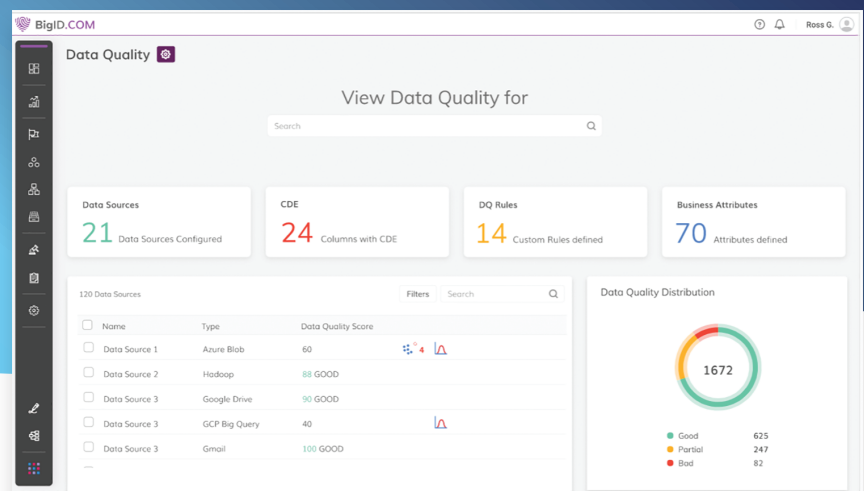 BigID.COM
Ross G.
Data Quality
View Data Quality for
Search
Data Sources
21 Data Sources Configured
CDE
24 Columns with CDE
DQ Rules
14 Custom Rules defined
Business Attributes
70 Attributes defined
120 Data Sources
Filters
Search
Name Type Data Quality Score
Data Source 1 Azure Blob 60 4
Data Source 2 Hadoop 88 GOOD
Data Source 3 Google Drive 90 GOOD
Data Source 3 GCP Big Query 40
Data Source 3 Gmail 100 GOOD
Data Quality Distribution
1672
Good 625
Partial 247
Bad 82